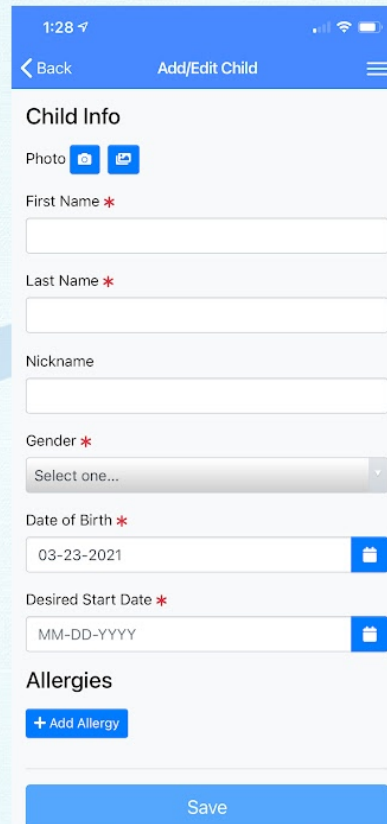 1:28
Back Add/Edit Child
Child Info
Photo
First Name *
Last Name *
Nickname
Gender *
Select one...
Date of Birth *
03-23-2021
Desired Start Date *
MM-DD-YYYY
Allergies
+ Add Allergy
Save